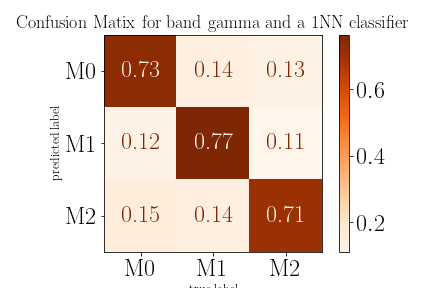 Confusion Matix for band gamma and a 1NN classifier
M0 0.73 0.14 0.13
M1 0.12 0.77 0.11
M2 0.15 0.14 0.71
M0 M1 M2
predicted label
true label
0.6
0.4
0.2